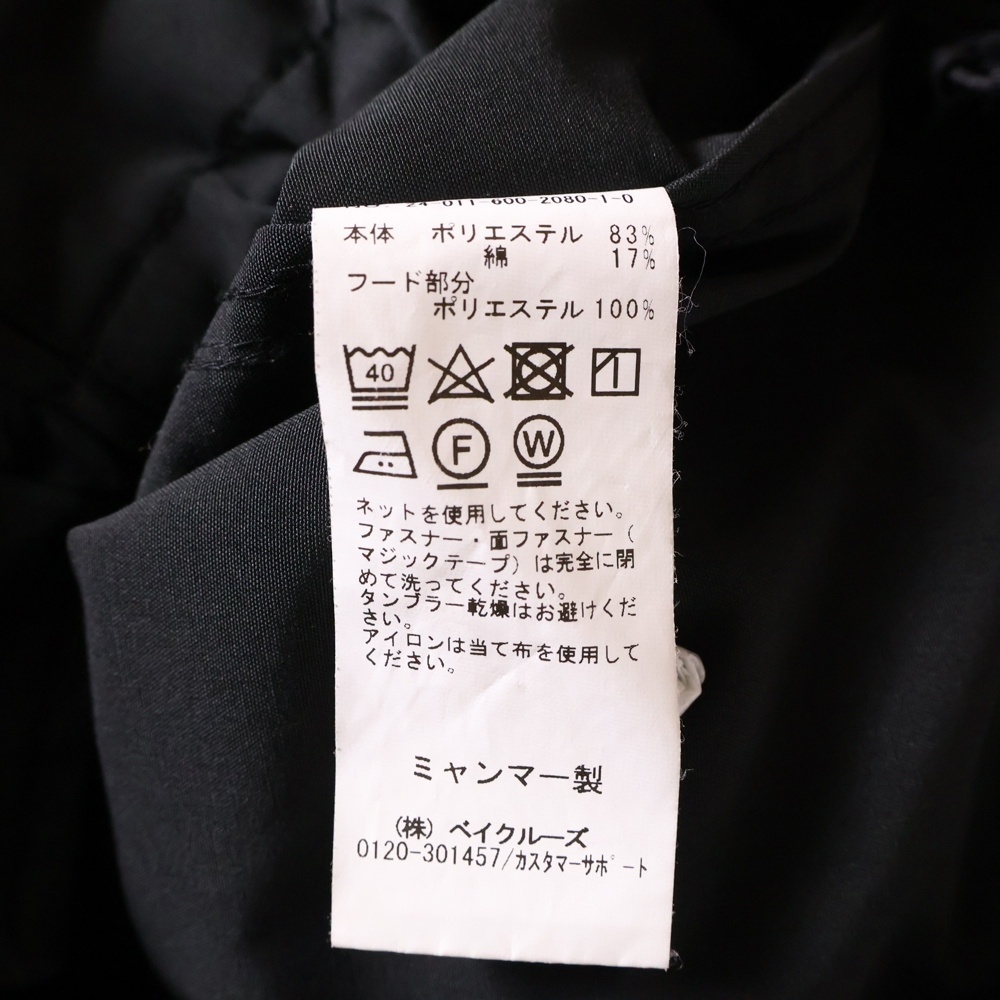 24-011-600-2080-1-0
本体 ポリエステル 83%
綿 17%
フード部分
ポリエステル 100%
40
F W
ネットを使用してください。
ファスナー・面ファスナー（
マジックテープ）は完全に閉
めて洗ってください。
タンブラー乾燥はお避けくだ
さい。
アイロンは当て布を使用して
ください。
ミャンマー製
(株) ベイクルーズ
0120-301457/カスタマーサポート